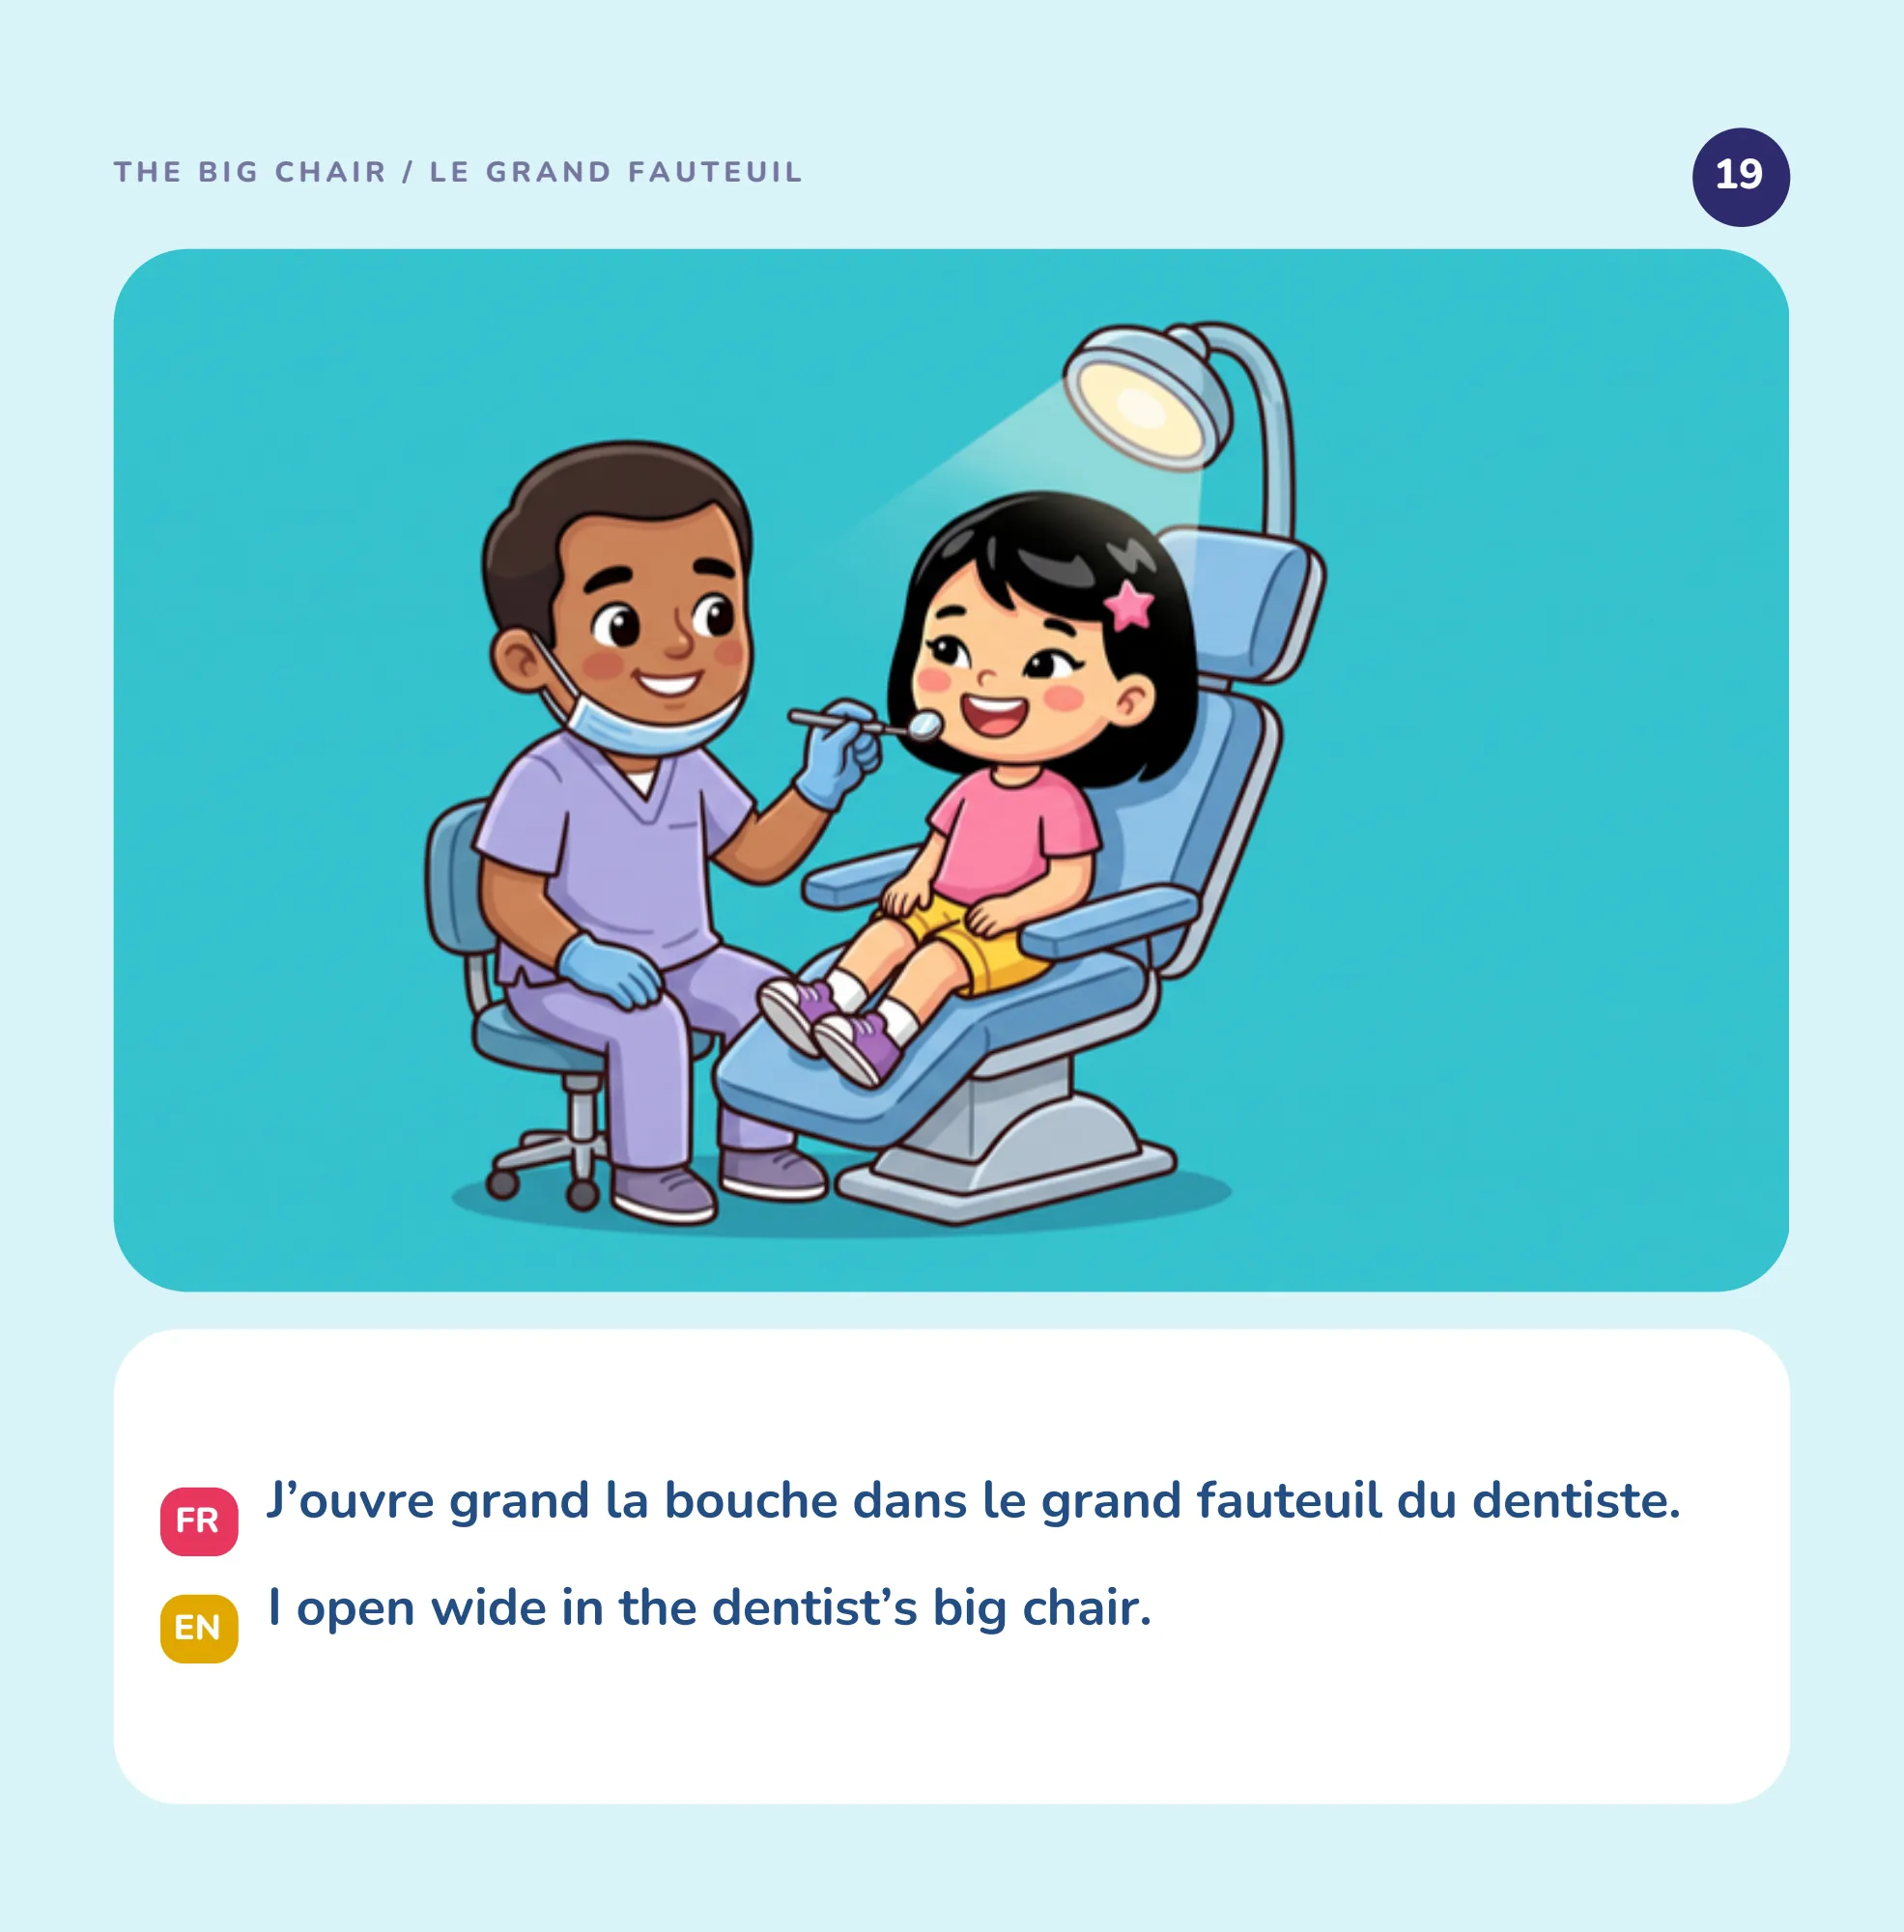 THE BIG CHAIR / LE GRAND FAUTEUIL
19
FR J’ouvre grand la bouche dans le grand fauteuil du dentiste.
EN I open wide in the dentist’s big chair.